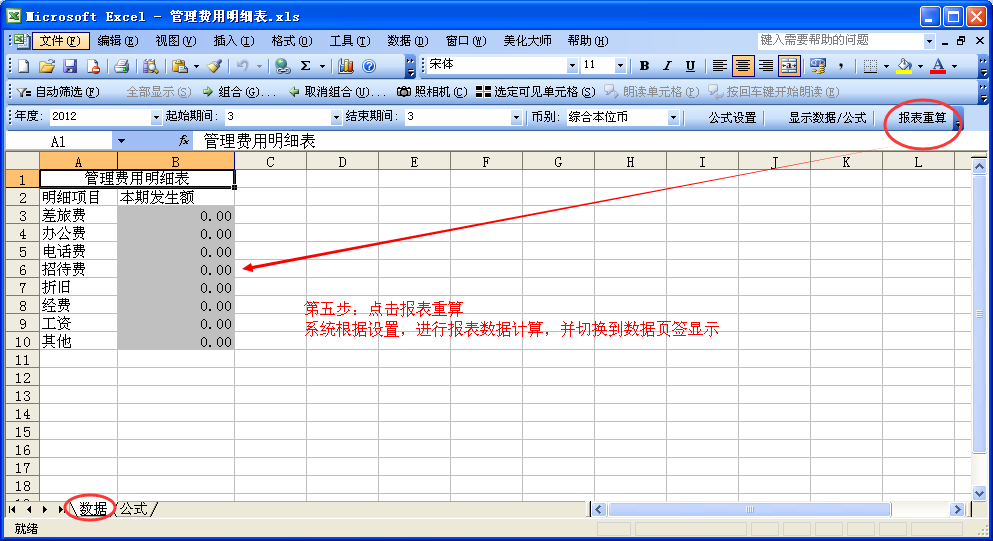 Microsoft Excel - 管理费用明细表.xls
文件(F) 编辑(E) 视图(V) 插入(I) 格式(O) 工具(T) 数据(D) 窗口(W) 美化大师 帮助(H) 键入需要帮助的问题
宋体 11 B I U A
自动筛选(F) 全部显示(S) 组合(G)... 取消组合(U)... 照相机(C) 选定可见单元格(S) 朗读单元格(P) 按回车键开始朗读(E)
年度: 2012 起始期间: 3 结束期间: 3 币别: 综合本位币 公式设置 显示数据/公式 报表重算
A1 fx 管理费用明细表
A B C D E F G H I J K L
1 管理费用明细表
2 明细项目 本期发生额
3 差旅费 0.00
4 办公费 0.00
5 电话费 0.00
6 招待费 0.00
7 折旧 0.00
8 经费 0.00
9 工资 0.00
10 其他 0.00
第五步：点击报表重算
系统根据设置，进行报表数据计算，并切换到数据页签显示
11
12
13
14
15
16
17
18
数据 公式
就绪